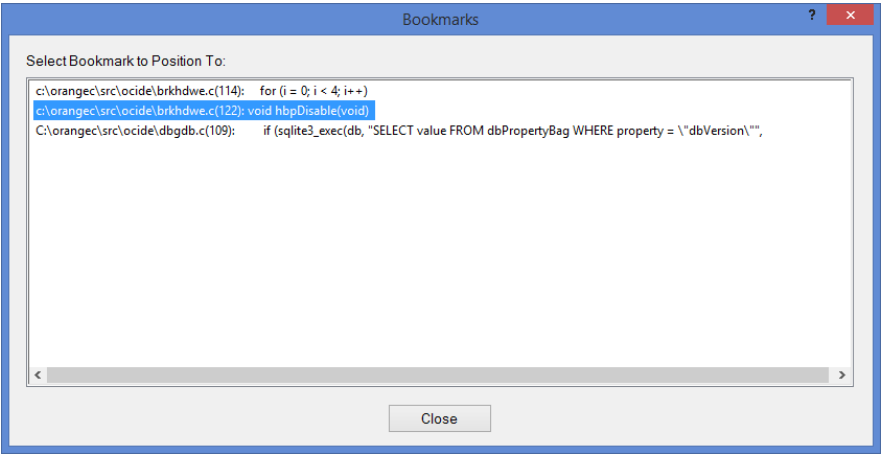 Bookmarks
?
Select Bookmark to Position To:
c:\orangec\src\ocide\brkhdwe.c(114): for (i = 0; i < 4; i++)
c:\orangec\src\ocide\brkhdwe.c(122): void hbpDisable(void)
C:\orangec\src\ocide\dbgdb.c(109): if (sqlite3_exec(db, "SELECT value FROM dbPropertyBag WHERE property = \"dbVersion\"",
Close